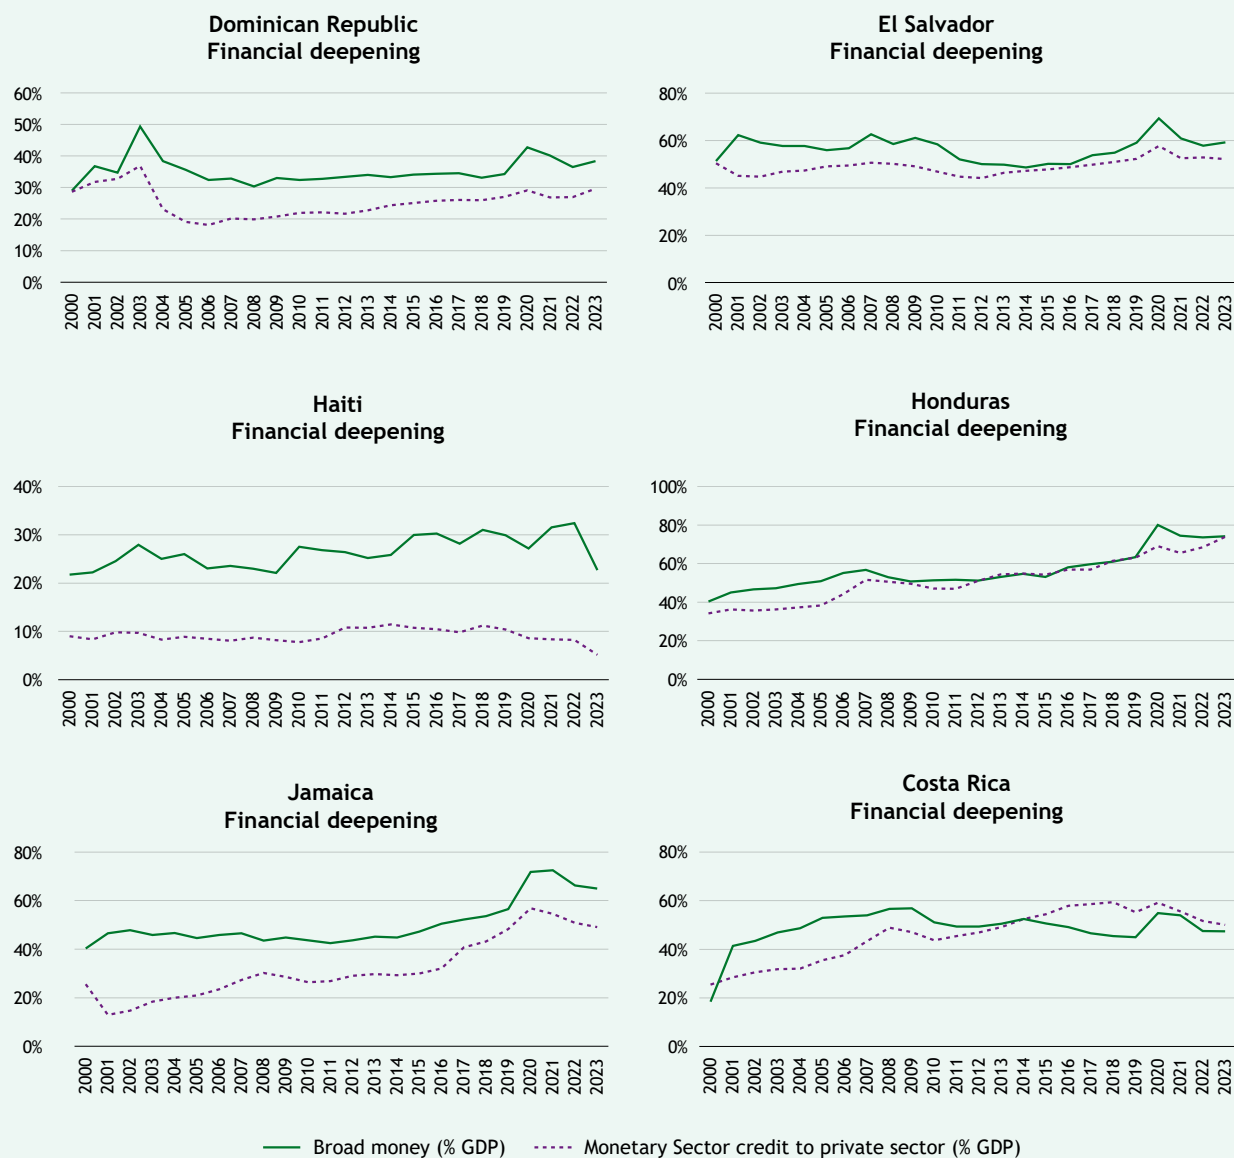 Dominican Republic
Financial deepening
60%
50%
40%
30%
20%
10%
0%
2000 2001 2002 2003 2004 2005 2006 2007 2008 2009 2010 2011 2012 2013 2014 2015 2016 2017 2018 2019 2020 2021 2022 2023
El Salvador
Financial deepening
80%
60%
40%
20%
0%
2000 2001 2002 2003 2004 2005 2006 2007 2008 2009 2010 2011 2012 2013 2014 2015 2016 2017 2018 2019 2020 2021 2022 2023
Haiti
Financial deepening
40%
30%
20%
10%
0%
2000 2001 2002 2003 2004 2005 2006 2007 2008 2009 2010 2011 2012 2013 2014 2015 2016 2017 2018 2019 2020 2021 2022 2023
Honduras
Financial deepening
100%
80%
60%
40%
20%
0%
2000 2001 2002 2003 2004 2005 2006 2007 2008 2009 2010 2011 2012 2013 2014 2015 2016 2017 2018 2019 2020 2021 2022 2023
Jamaica
Financial deepening
80%
60%
40%
20%
0%
2000 2001 2002 2003 2004 2005 2006 2007 2008 2009 2010 2011 2012 2013 2014 2015 2016 2017 2018 2019 2020 2021 2022 2023
Costa Rica
Financial deepening
80%
60%
40%
20%
0%
2000 2001 2002 2003 2004 2005 2006 2007 2008 2009 2010 2011 2012 2013 2014 2015 2016 2017 2018 2019 2020 2021 2022 2023
Broad money (% GDP) Monetary Sector credit to private sector (% GDP)